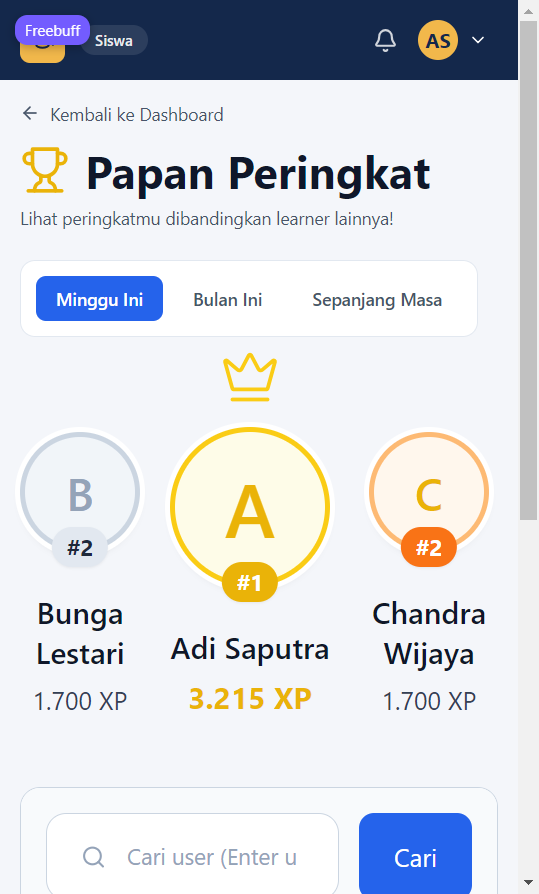 Freebuff
Siswa
AS
Kembali ke Dashboard
Papan Peringkat
Lihat peringkatmu dibandingkan learner lainnya!
Minggu Ini
Bulan Ini
Sepanjang Masa
B
A
C
#2
#1
#2
Bunga
Lestari
Adi Saputra
Chandra
Wijaya
1.700 XP
3.215 XP
1.700 XP
Cari user (Enter u
Cari